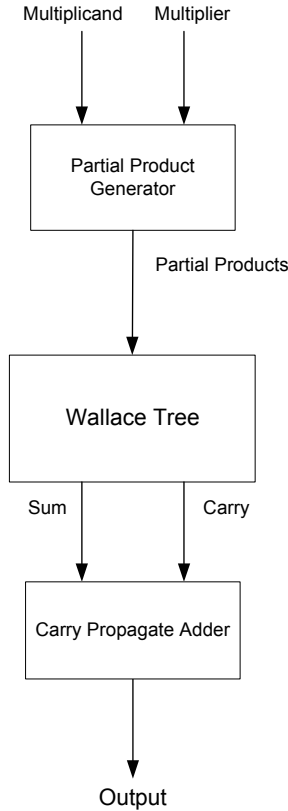 Multiplicand Multiplier
Partial Product
Generator
Partial Products
Wallace Tree
Sum Carry
Carry Propagate Adder
Output